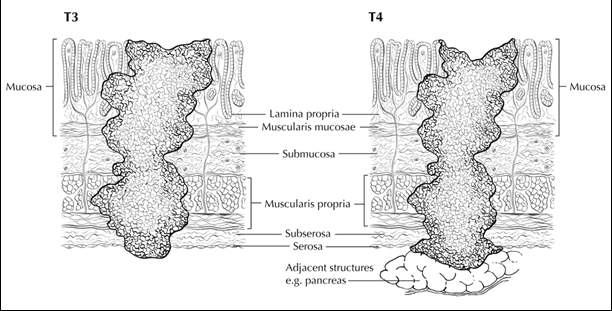 T3
T4
Mucosa
Mucosa
Lamina propria
Muscularis mucosae
Submucosa
Muscularis propria
Subserosa
Serosa
Adjacent structures
e.g. pancreas